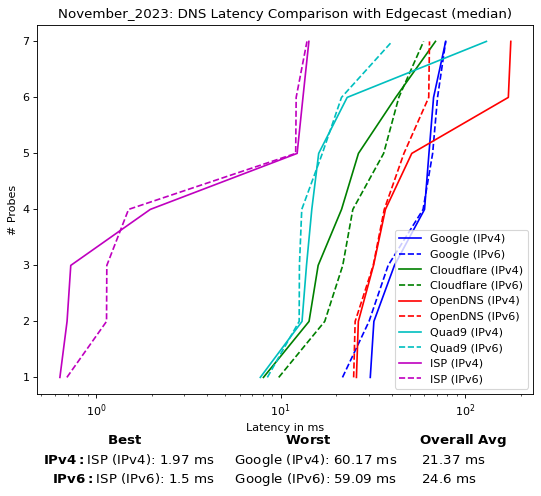 November_2023: DNS Latency Comparison with Edgecast (median)
# Probes
7
6
5
4
3
2
1
Google (IPv4)
Google (IPv6)
Cloudflare (IPv4)
Cloudflare (IPv6)
OpenDNS (IPv4)
OpenDNS (IPv6)
Quad9 (IPv4)
Quad9 (IPv6)
ISP (IPv4)
ISP (IPv6)
10⁰ 10¹ 10²
Latency in ms
Best Worst Overall Avg
IPv4: ISP (IPv4): 1.97 ms Google (IPv4): 60.17 ms 21.37 ms
IPv6: ISP (IPv6): 1.5 ms Google (IPv6): 59.09 ms 24.6 ms